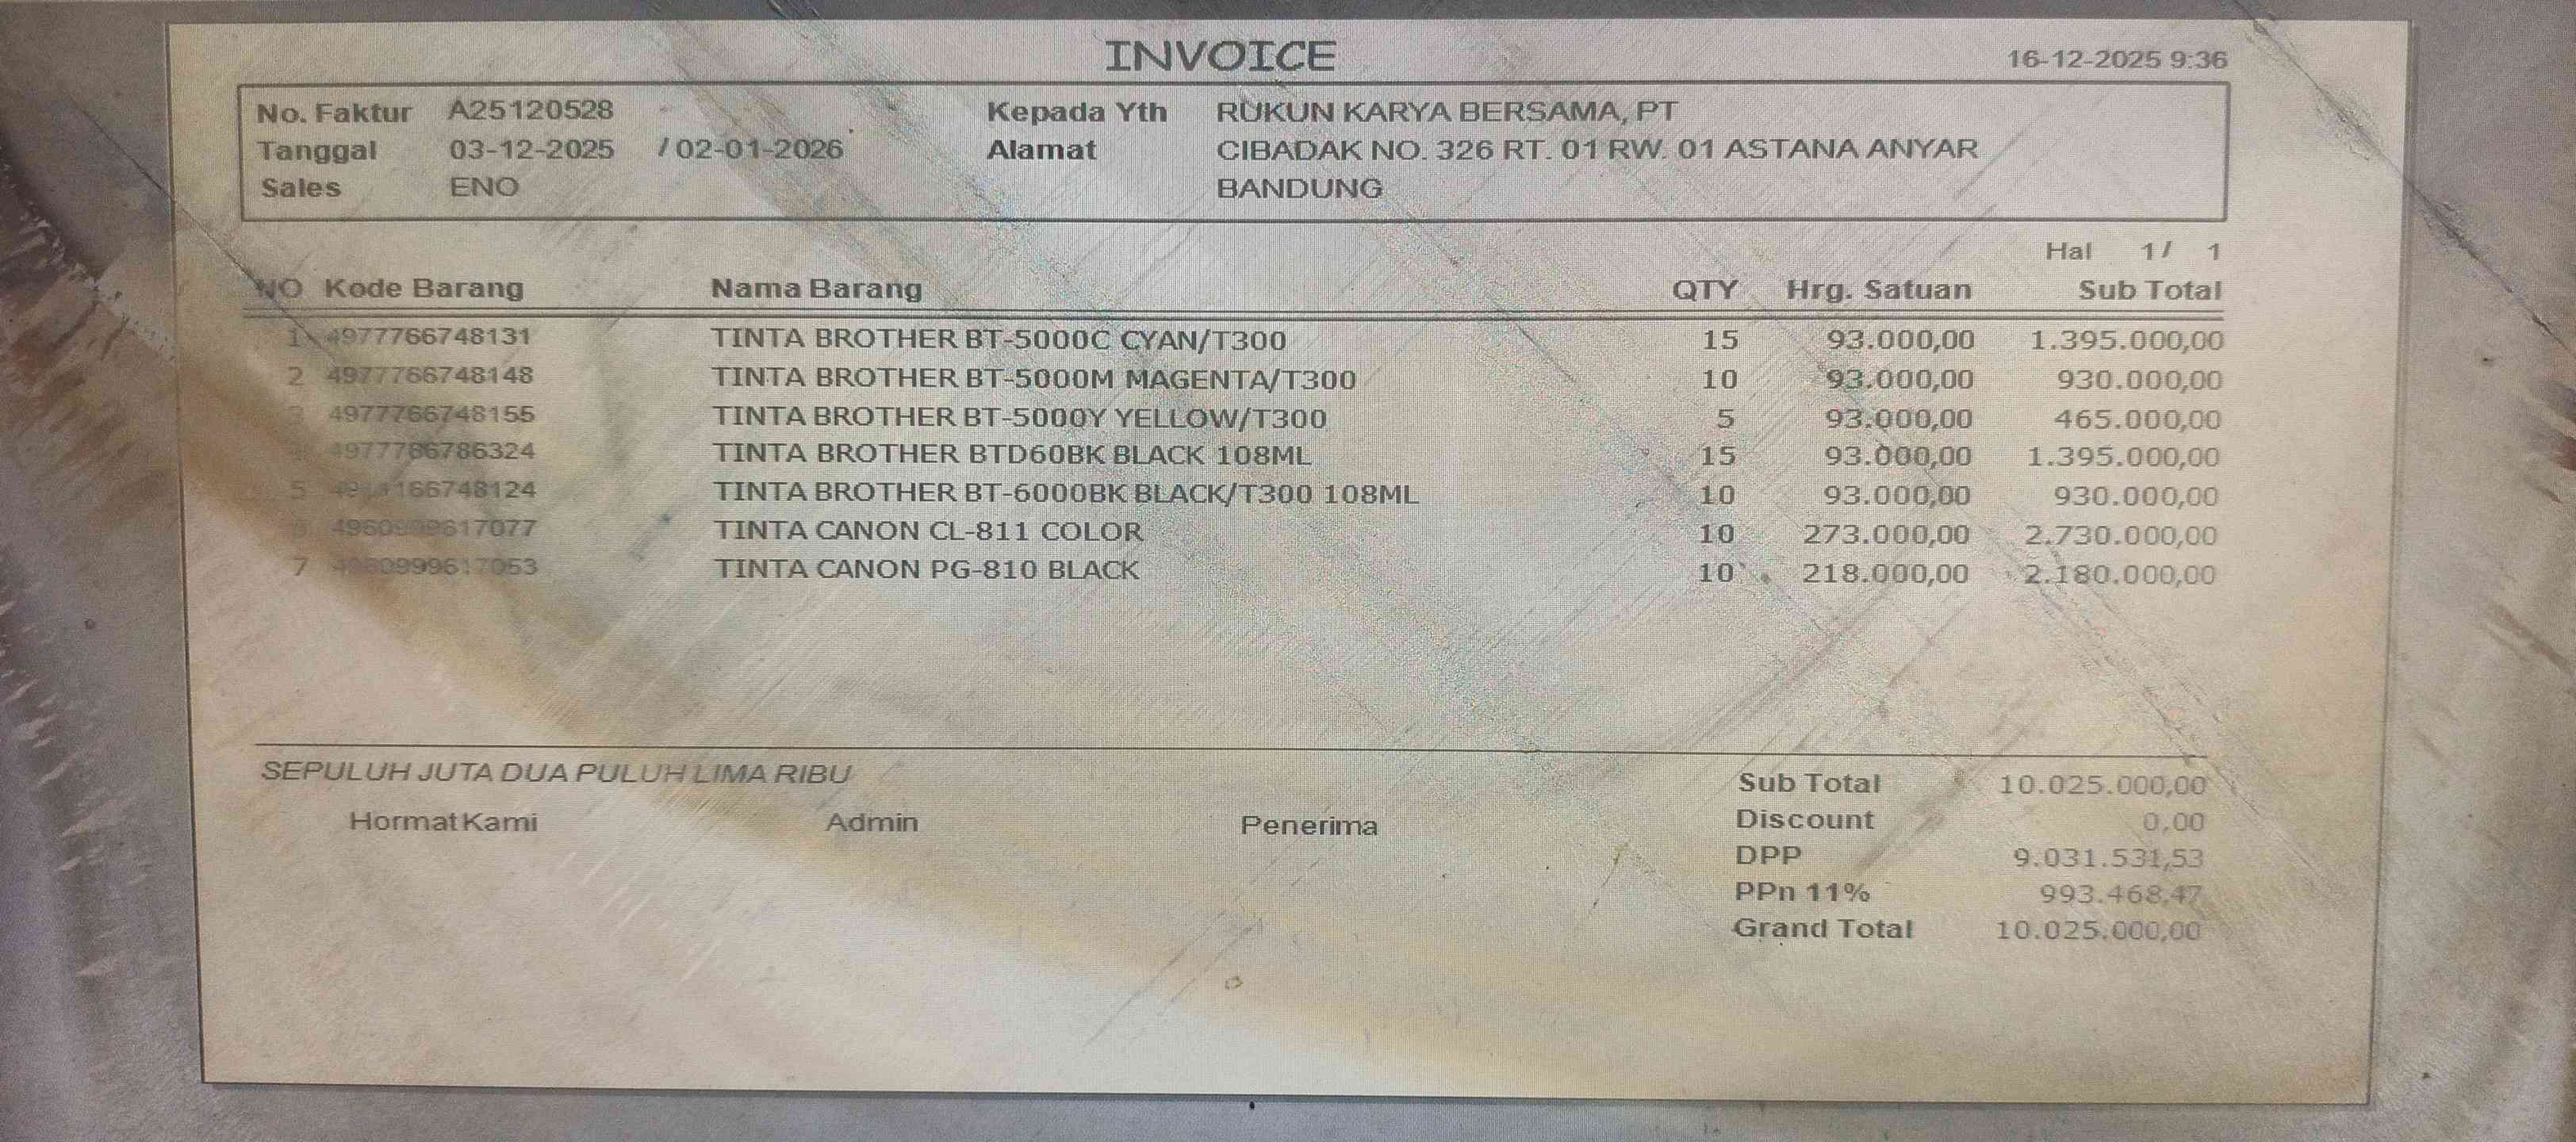 INVOICE
16-12-2025 9:36
No. Faktur A25120528 Kepada Yth RUKUN KARYA BERSAMA, PT
Tanggal 03-12-2025 / 02-01-2026 Alamat CIBADAK NO. 326 RT. 01 RW. 01 ASTANA ANYAR
Sales ENO BANDUNG
Hal 1 / 1
NO Kode Barang Nama Barang QTY Hrg. Satuan Sub Total
1 4977766748131 TINTA BROTHER BT-5000C CYAN/T300 15 93.000,00 1.395.000,00
2 4977766748148 TINTA BROTHER BT-5000M MAGENTA/T300 10 93.000,00 930.000,00
3 4977766748155 TINTA BROTHER BT-5000Y YELLOW/T300 5 93.000,00 465.000,00
TINTA BROTHER BTD60BK BLACK 108ML 15 93.000,00 1.395.000,00
5 TINTA BROTHER BT-6000BK BLACK/T300 108ML 10 93.000,00 930.000,00
TINTA CANON CL-811 COLOR 10 273.000,00 2.730.000,00
7 TINTA CANON PG-810 BLACK 10 218.000,00 2.180.000,00
SEPULUH JUTA DUA PULUH LIMA RIBU
Hormat Kami Admin Penerima
Sub Total 10.025.000,00
Discount 0,00
DPP 9.031.531,53
PPn 11% 993.468,47
Grand Total 10.025.000,00